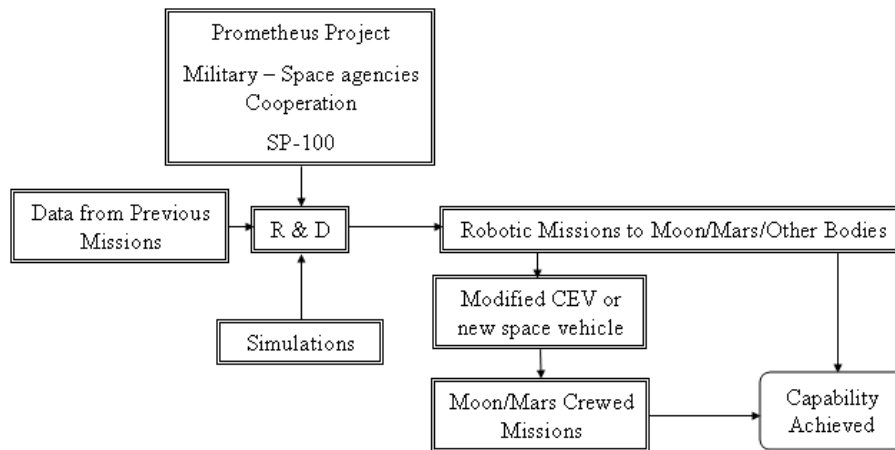 Prometheus Project
Military – Space agencies
Cooperation
SP-100
Data from Previous
Missions
R & D
Robotic Missions to Moon/Mars/Other Bodies
Modified CEV or
new space vehicle
Simulations
Moon/Mars Crewed
Missions
Capability
Achieved